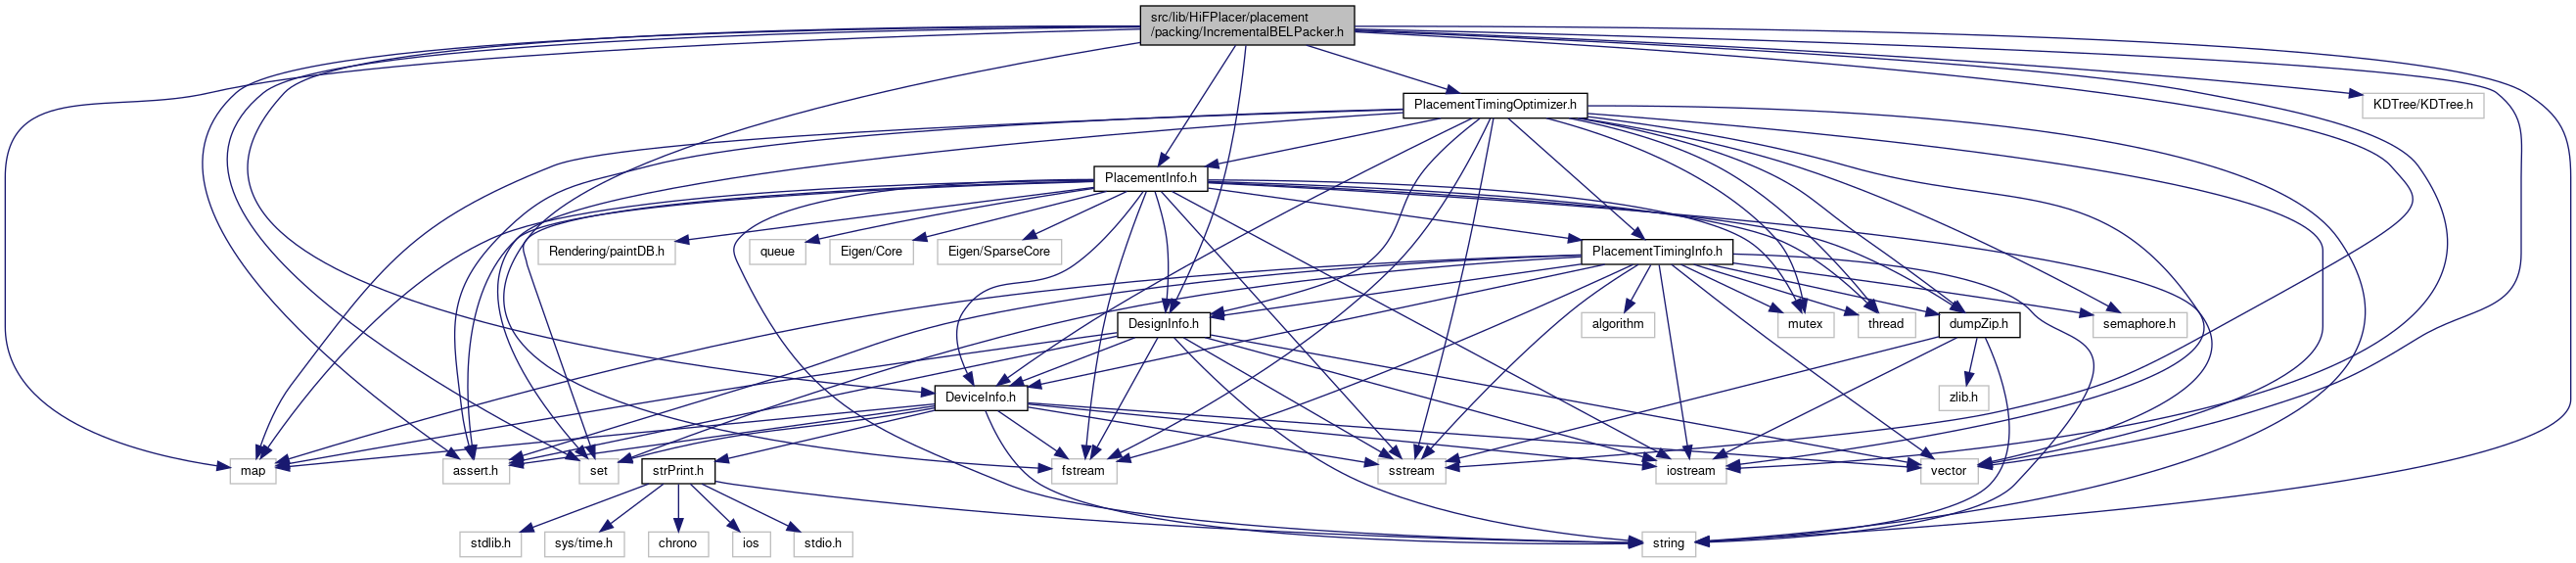 src/lib/HiFPlacer/placement
/packing/IncrementalBELPacker.h
PlacementTimingOptimizer.h
KDTree/KDTree.h
PlacementInfo.h
Rendering/paintDB.h
queue
Eigen/Core
Eigen/SparseCore
PlacementTimingInfo.h
DesignInfo.h
algorithm
mutex
thread
dumpZip.h
semaphore.h
DeviceInfo.h
zlib.h
map
assert.h
set
strPrint.h
fstream
sstream
iostream
vector
stdlib.h
sys/time.h
chrono
ios
stdio.h
string